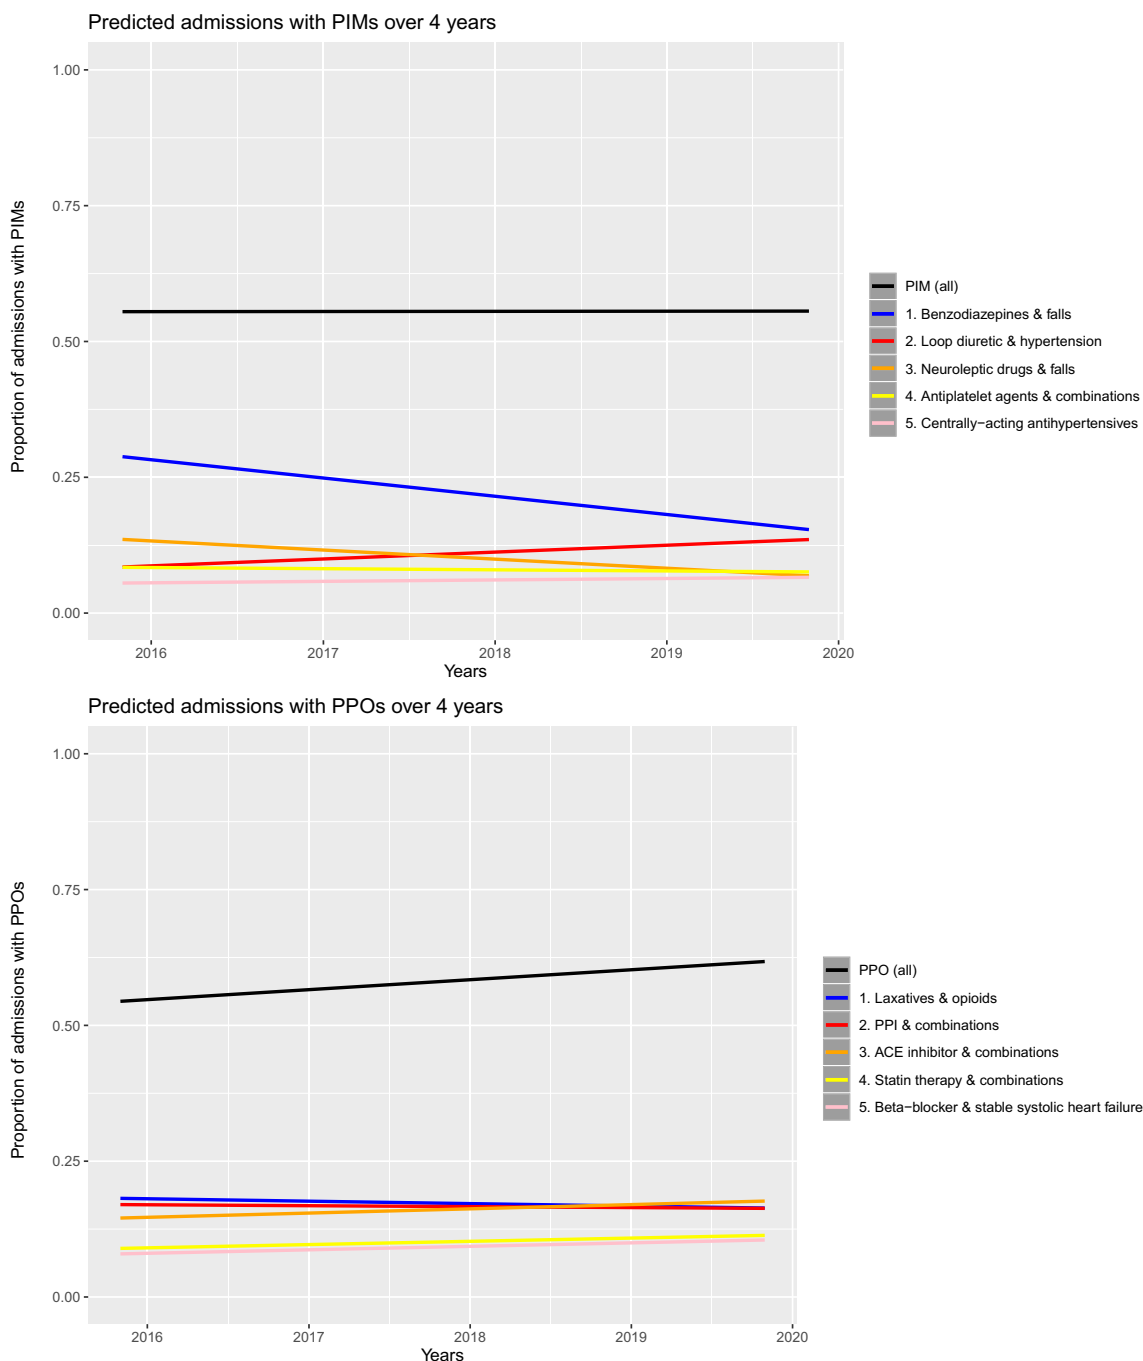 Predicted admissions with PIMs over 4 years
Proportion of admissions with PIMs
1.00
0.75
0.50
0.25
0.00
2016 2017 2018 2019 2020
Years
PIM (all)
1. Benzodiazepines & falls
2. Loop diuretic & hypertension
3. Neuroleptic drugs & falls
4. Antiplatelet agents & combinations
5. Centrally−acting antihypertensives
Predicted admissions with PPOs over 4 years
Proportion of admissions with PPOs
1.00
0.75
0.50
0.25
0.00
2016 2017 2018 2019 2020
Years
PPO (all)
1. Laxatives & opioids
2. PPI & combinations
3. ACE inhibitor & combinations
4. Statin therapy & combinations
5. Beta−blocker & stable systolic heart failure